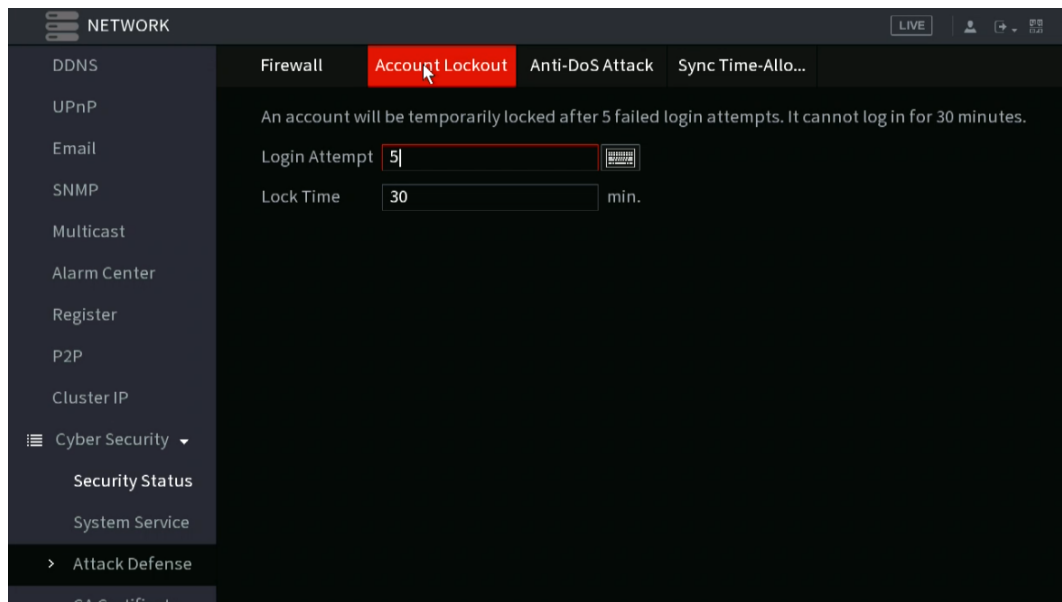 NETWORK
LIVE
DDNS
UPnP
Email
SNMP
Multicast
Alarm Center
Register
P2P
Cluster IP
Cyber Security
Security Status
System Service
Attack Defense
Firewall
Account Lockout
Anti-DoS Attack
Sync Time-Allo...
An account will be temporarily locked after 5 failed login attempts. It cannot log in for 30 minutes.
Login Attempt 5
Lock Time 30 min.